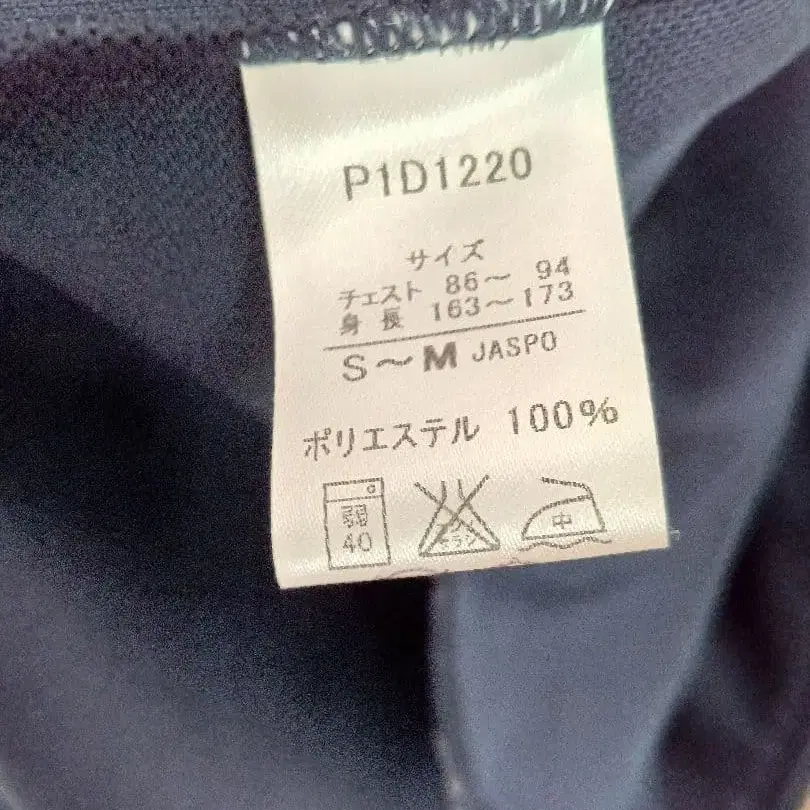 P1D1220
サイズ
チェスト 86～ 94
身 長 163～173
S～M JASPO
ポリエステル 100%
弱
40
中